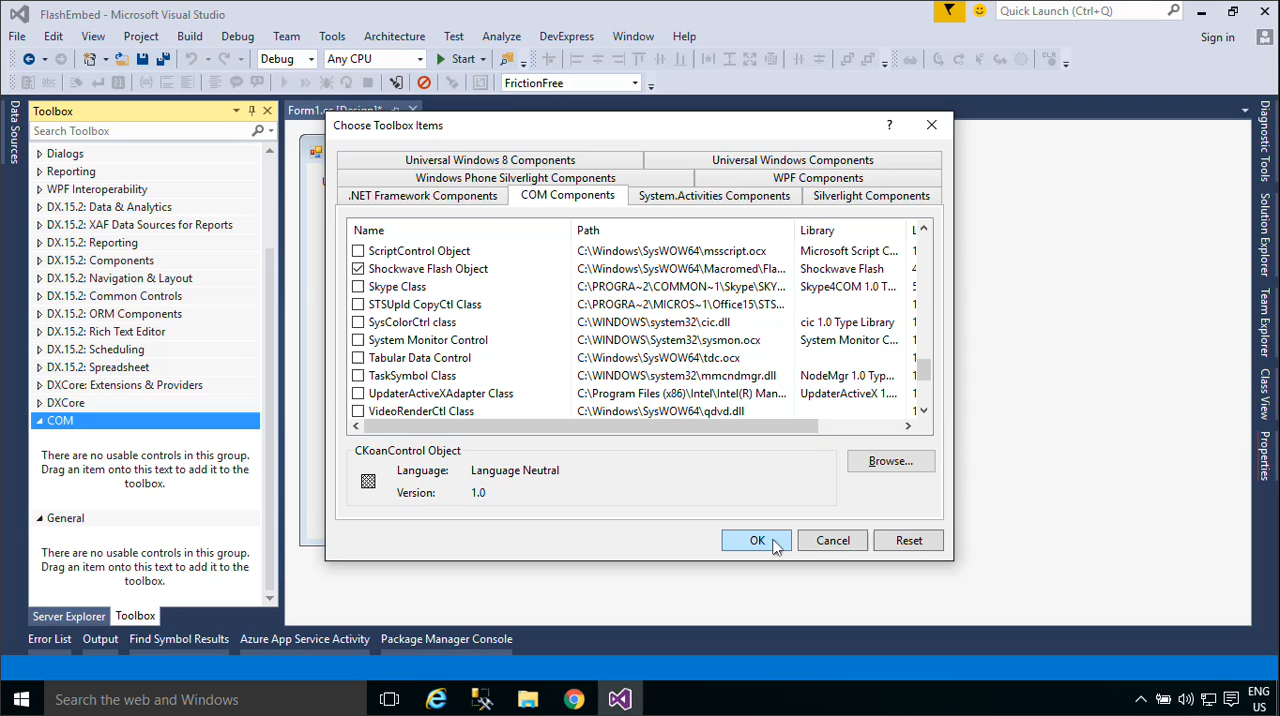 FlashEmbed - Microsoft Visual Studio
Quick Launch (Ctrl+Q)
File Edit View Project Build Debug Team Tools Architecture Test Analyze DevExpress Window Help
Sign in
Debug Any CPU Start
FrictionFree
Data Sources
Toolbox
Search Toolbox
Dialogs
Reporting
WPF Interoperability
DX.15.2: Data & Analytics
DX.15.2: XAF Data Sources for Reports
DX.15.2: Reporting
DX.15.2: Components
DX.15.2: Navigation & Layout
DX.15.2: Common Controls
DX.15.2: ORM Components
DX.15.2: Rich Text Editor
DX.15.2: Scheduling
DX.15.2: Spreadsheet
DXCore: Extensions & Properties
DXCore
COM
There are no usable controls in this group.
Drag an item onto this text to add it to the
toolbox.
General
There are no usable controls in this group.
Drag an item onto this text to add it to the
toolbox.
Server Explorer Toolbox
Form1.cs [Design]*
Choose Toolbox Items
?
Universal Windows 8 Components Universal Windows Components
Windows Phone Silverlight Components WPF Components
.NET Framework Components COM Components System.Activities Components Silverlight Components
Name Path Library L
ScriptControl Object C:\Windows\SysWOW64\msscript.ocx Microsoft Script C...
Shockwave Flash Object C:\Windows\SysWOW64\Macromed\Fla... Shockwave Flash
Skype Class C:\PROGRA~2\COMMON~1\Skype\SKY... Skype4COM 1.0 T...
STSUpld CopyCtl Class C:\PROGRA~2\MICROS~1\Office15\STS...
SysColorCtrl class C:\WINDOWS\system32\cic.dll cic 1.0 Type Library
System Monitor Control C:\WINDOWS\System32\sysmon.ocx System Monitor C...
Tabular Data Control C:\Windows\SysWOW64\tdc.ocx
TaskSymbol Class C:\WINDOWS\system32\mmcndmgr.dll NodeMgr 1.0 Typ...
UpdaterActiveXAdapter Class C:\Program Files (x86)\Intel\Intel(R) Man... UpdaterActiveX 1....
VideoRenderCtl Class C:\Windows\SysWOW64\qdvd.dll
CKoanControl Object
Language: Language Neutral
Version: 1.0
Browse...
OK Cancel Reset
Diagnostic Tools
Solution Explorer
Team Explorer
Class View
Properties
Error List Output Find Symbol Results Azure App Service Activity Package Manager Console
Search the web and Windows
ENG
US